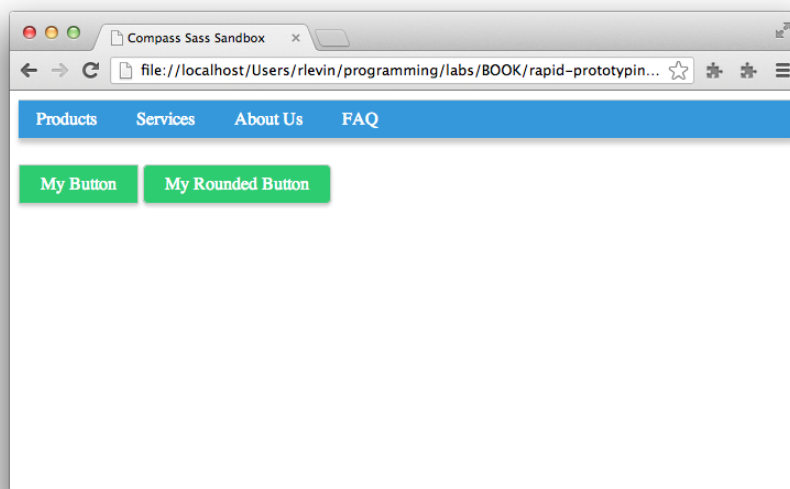 Compass Sass Sandbox
file://localhost/Users/rlevin/programming/labs/BOOK/rapid-prototypin...
Products Services About Us FAQ
My Button My Rounded Button